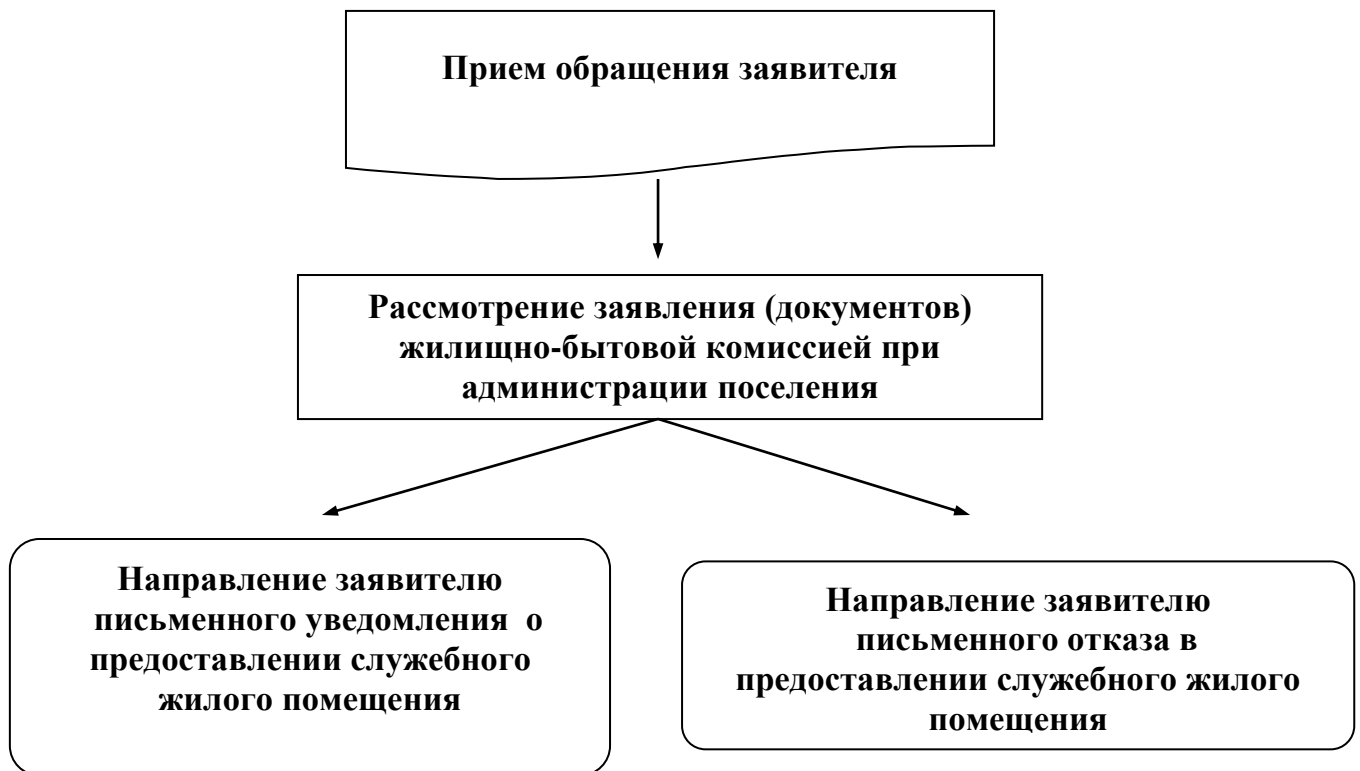 Прием обращения заявителя
Рассмотрение заявления (документов)
жилищно-бытовой комиссией при
администрации поселения
Направление заявителю
письменного уведомления о
предоставлении служебного
жилого помещения
Направление заявителю
письменного отказа в
предоставлении служебного жилого
помещения